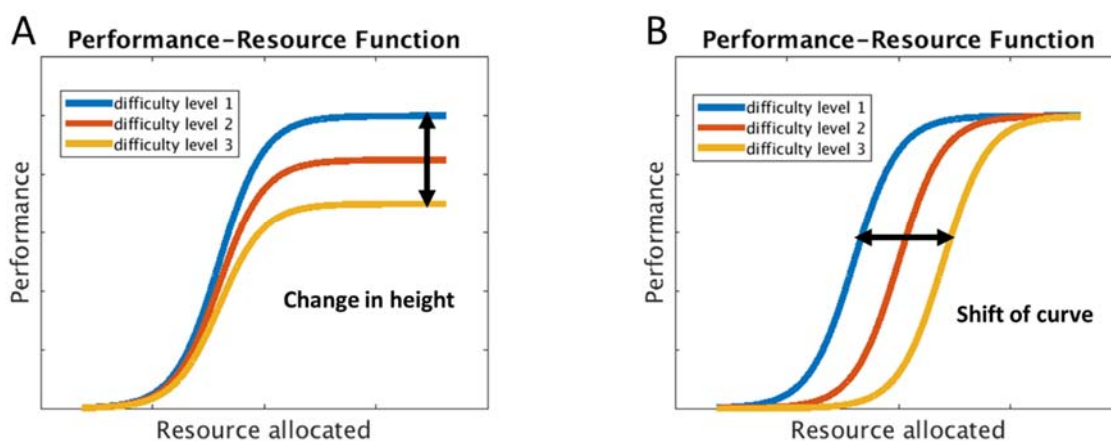 A
Performance-Resource Function
difficulty level 1
difficulty level 2
difficulty level 3
Performance
Change in height
Resource allocated
B
Performance-Resource Function
difficulty level 1
difficulty level 2
difficulty level 3
Performance
Shift of curve
Resource allocated